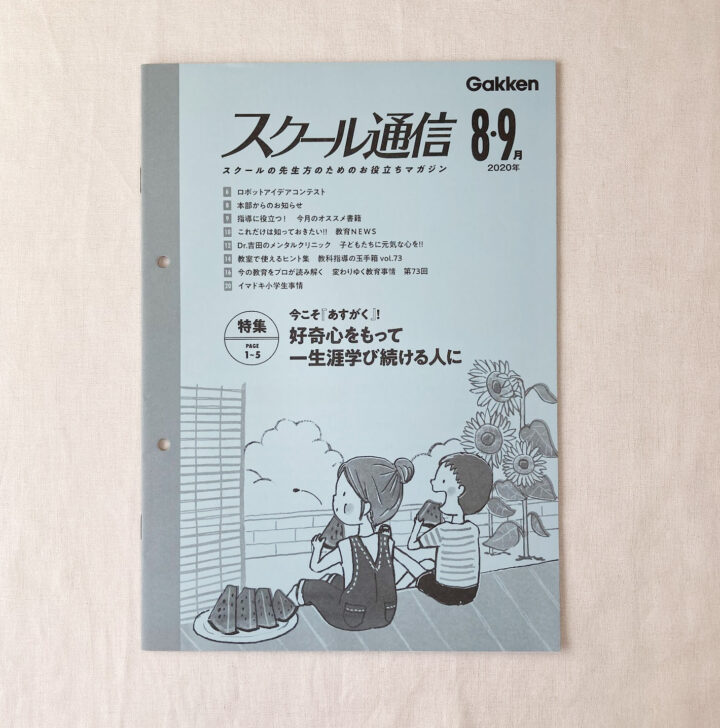 Gakken
スクール通信 8・9月
スクールの先生方のためのお役立ちマガジン 2020年
6 ロボットアイデアコンテスト
8 本部からのお知らせ
9 指導に役立つ! 今月のオススメ書籍
10 これだけは知っておきたい!! 教育NEWS
12 Dr.吉田のメンタルクリニック 子どもたちに元気な心を!!
14 教室で使えるヒント集 教科指導の玉手箱 vol.73
16 今の教育をプロが読み解く 変わりゆく教育事情 第73回
20 イマドキ小学生事情
特集
PAGE
1~5
今こそ『あすがく』!
好奇心をもって
一生涯学び続ける人に